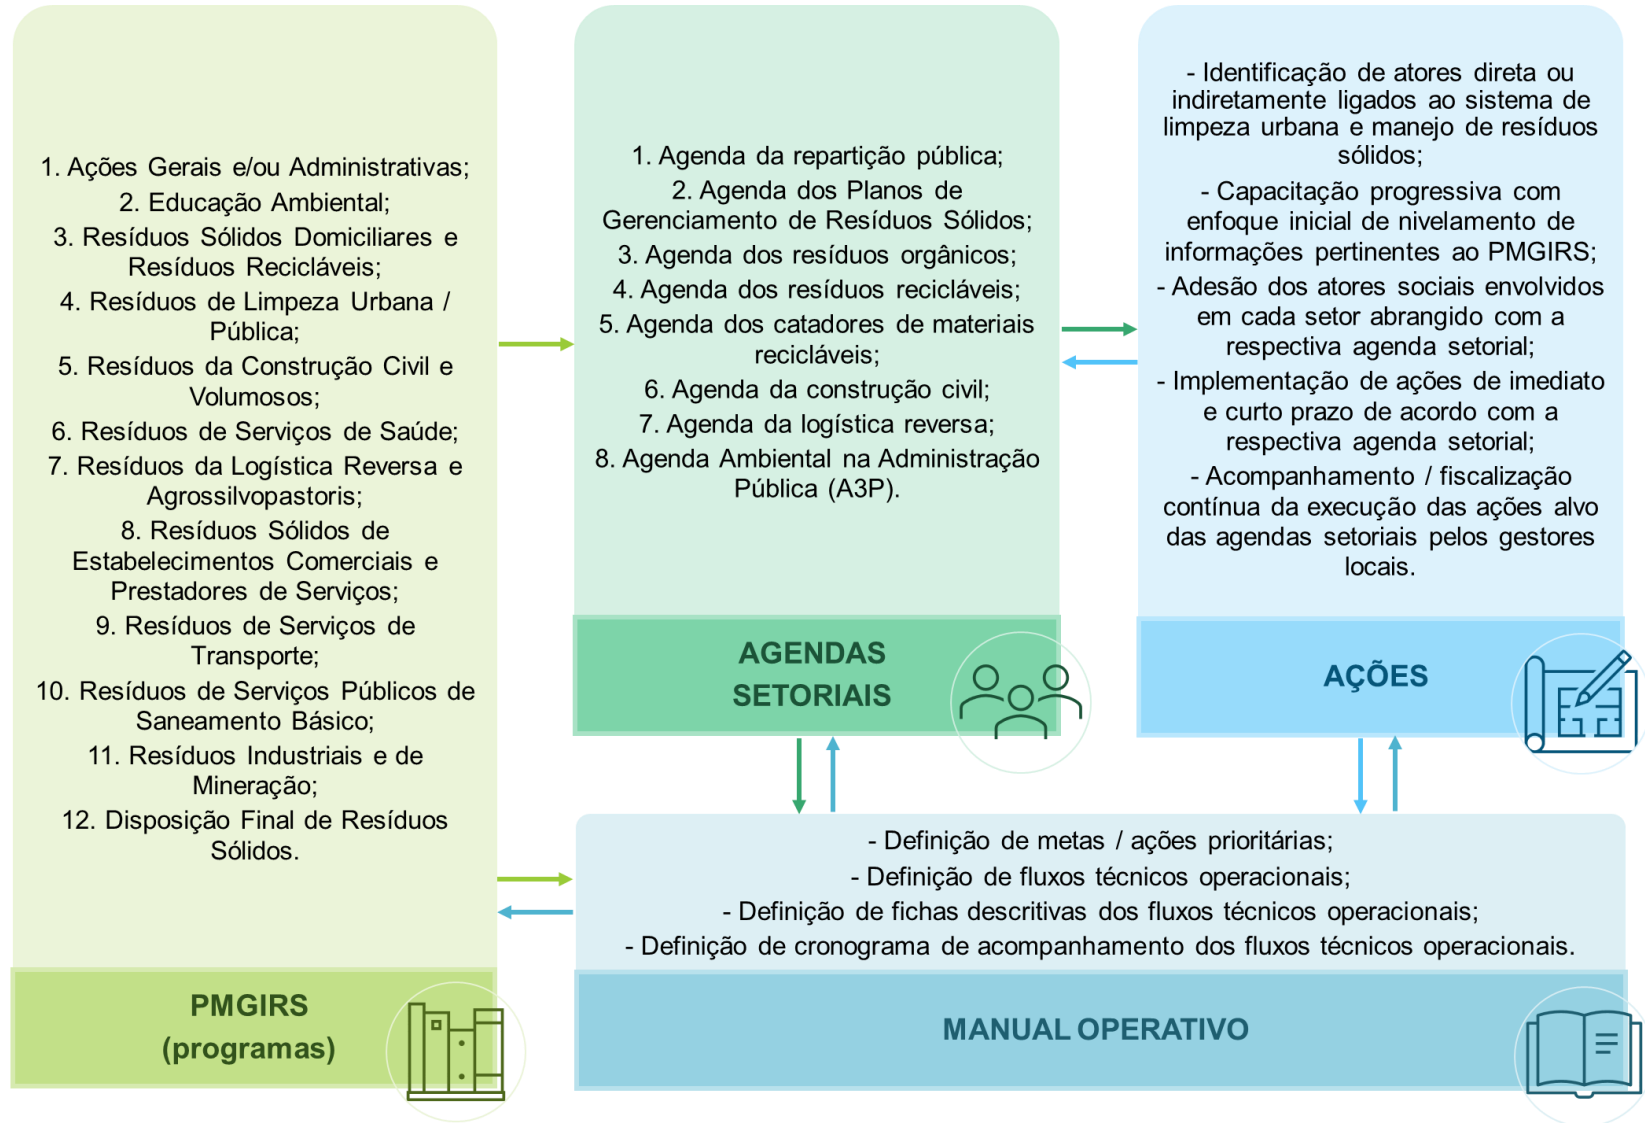 1. Ações Gerais e/ou Administrativas;
2. Educação Ambiental;
3. Resíduos Sólidos Domiciliares e
Resíduos Recicláveis;
4. Resíduos de Limpeza Urbana /
Pública;
5. Resíduos da Construção Civil e
Volumosos;
6. Resíduos de Serviços de Saúde;
7. Resíduos da Logística Reversa e
Agrossilvopastoris;
8. Resíduos Sólidos de
Estabelecimentos Comerciais e
Prestadores de Serviços;
9. Resíduos de Serviços de
Transporte;
10. Resíduos de Serviços Públicos de
Saneamento Básico;
11. Resíduos Industriais e de
Mineração;
12. Disposição Final de Resíduos
Sólidos.
PMGIRS
(programas)
1. Agenda da repartição pública;
2. Agenda dos Planos de
Gerenciamento de Resíduos Sólidos;
3. Agenda dos resíduos orgânicos;
4. Agenda dos resíduos recicláveis;
5. Agenda dos catadores de materiais
recicláveis;
6. Agenda da construção civil;
7. Agenda da logística reversa;
8. Agenda Ambiental na Administração
Pública (A3P).
AGENDAS
SETORIAIS
- Identificação de atores direta ou
indiretamente ligados ao sistema de
limpeza urbana e manejo de resíduos
sólidos;
- Capacitação progressiva com
enfoque inicial de nivelamento de
informações pertinentes ao PMGIRS;
- Adesão dos atores sociais envolvidos
em cada setor abrangido com a
respectiva agenda setorial;
- Implementação de ações de imediato
e curto prazo de acordo com a
respectiva agenda setorial;
- Acompanhamento / fiscalização
contínua da execução das ações alvo
das agendas setoriais pelos gestores
locais.
AÇÕES
- Definição de metas / ações prioritárias;
- Definição de fluxos técnicos operacionais;
- Definição de fichas descritivas dos fluxos técnicos operacionais;
- Definição de cronograma de acompanhamento dos fluxos técnicos operacionais.
MANUAL OPERATIVO